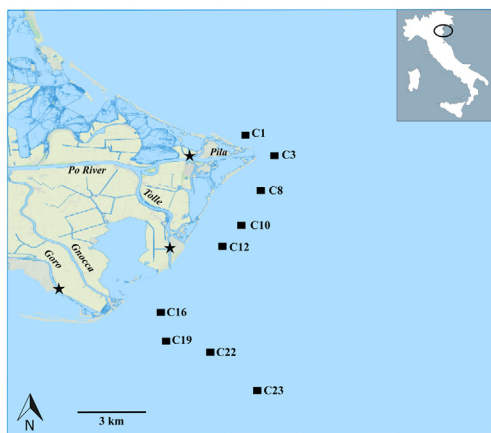 C1
Pila
C3
Po River
C8
Tolle
C10
C12
Gnocca
Goro
C16
C19
C22
C23
N
3 km